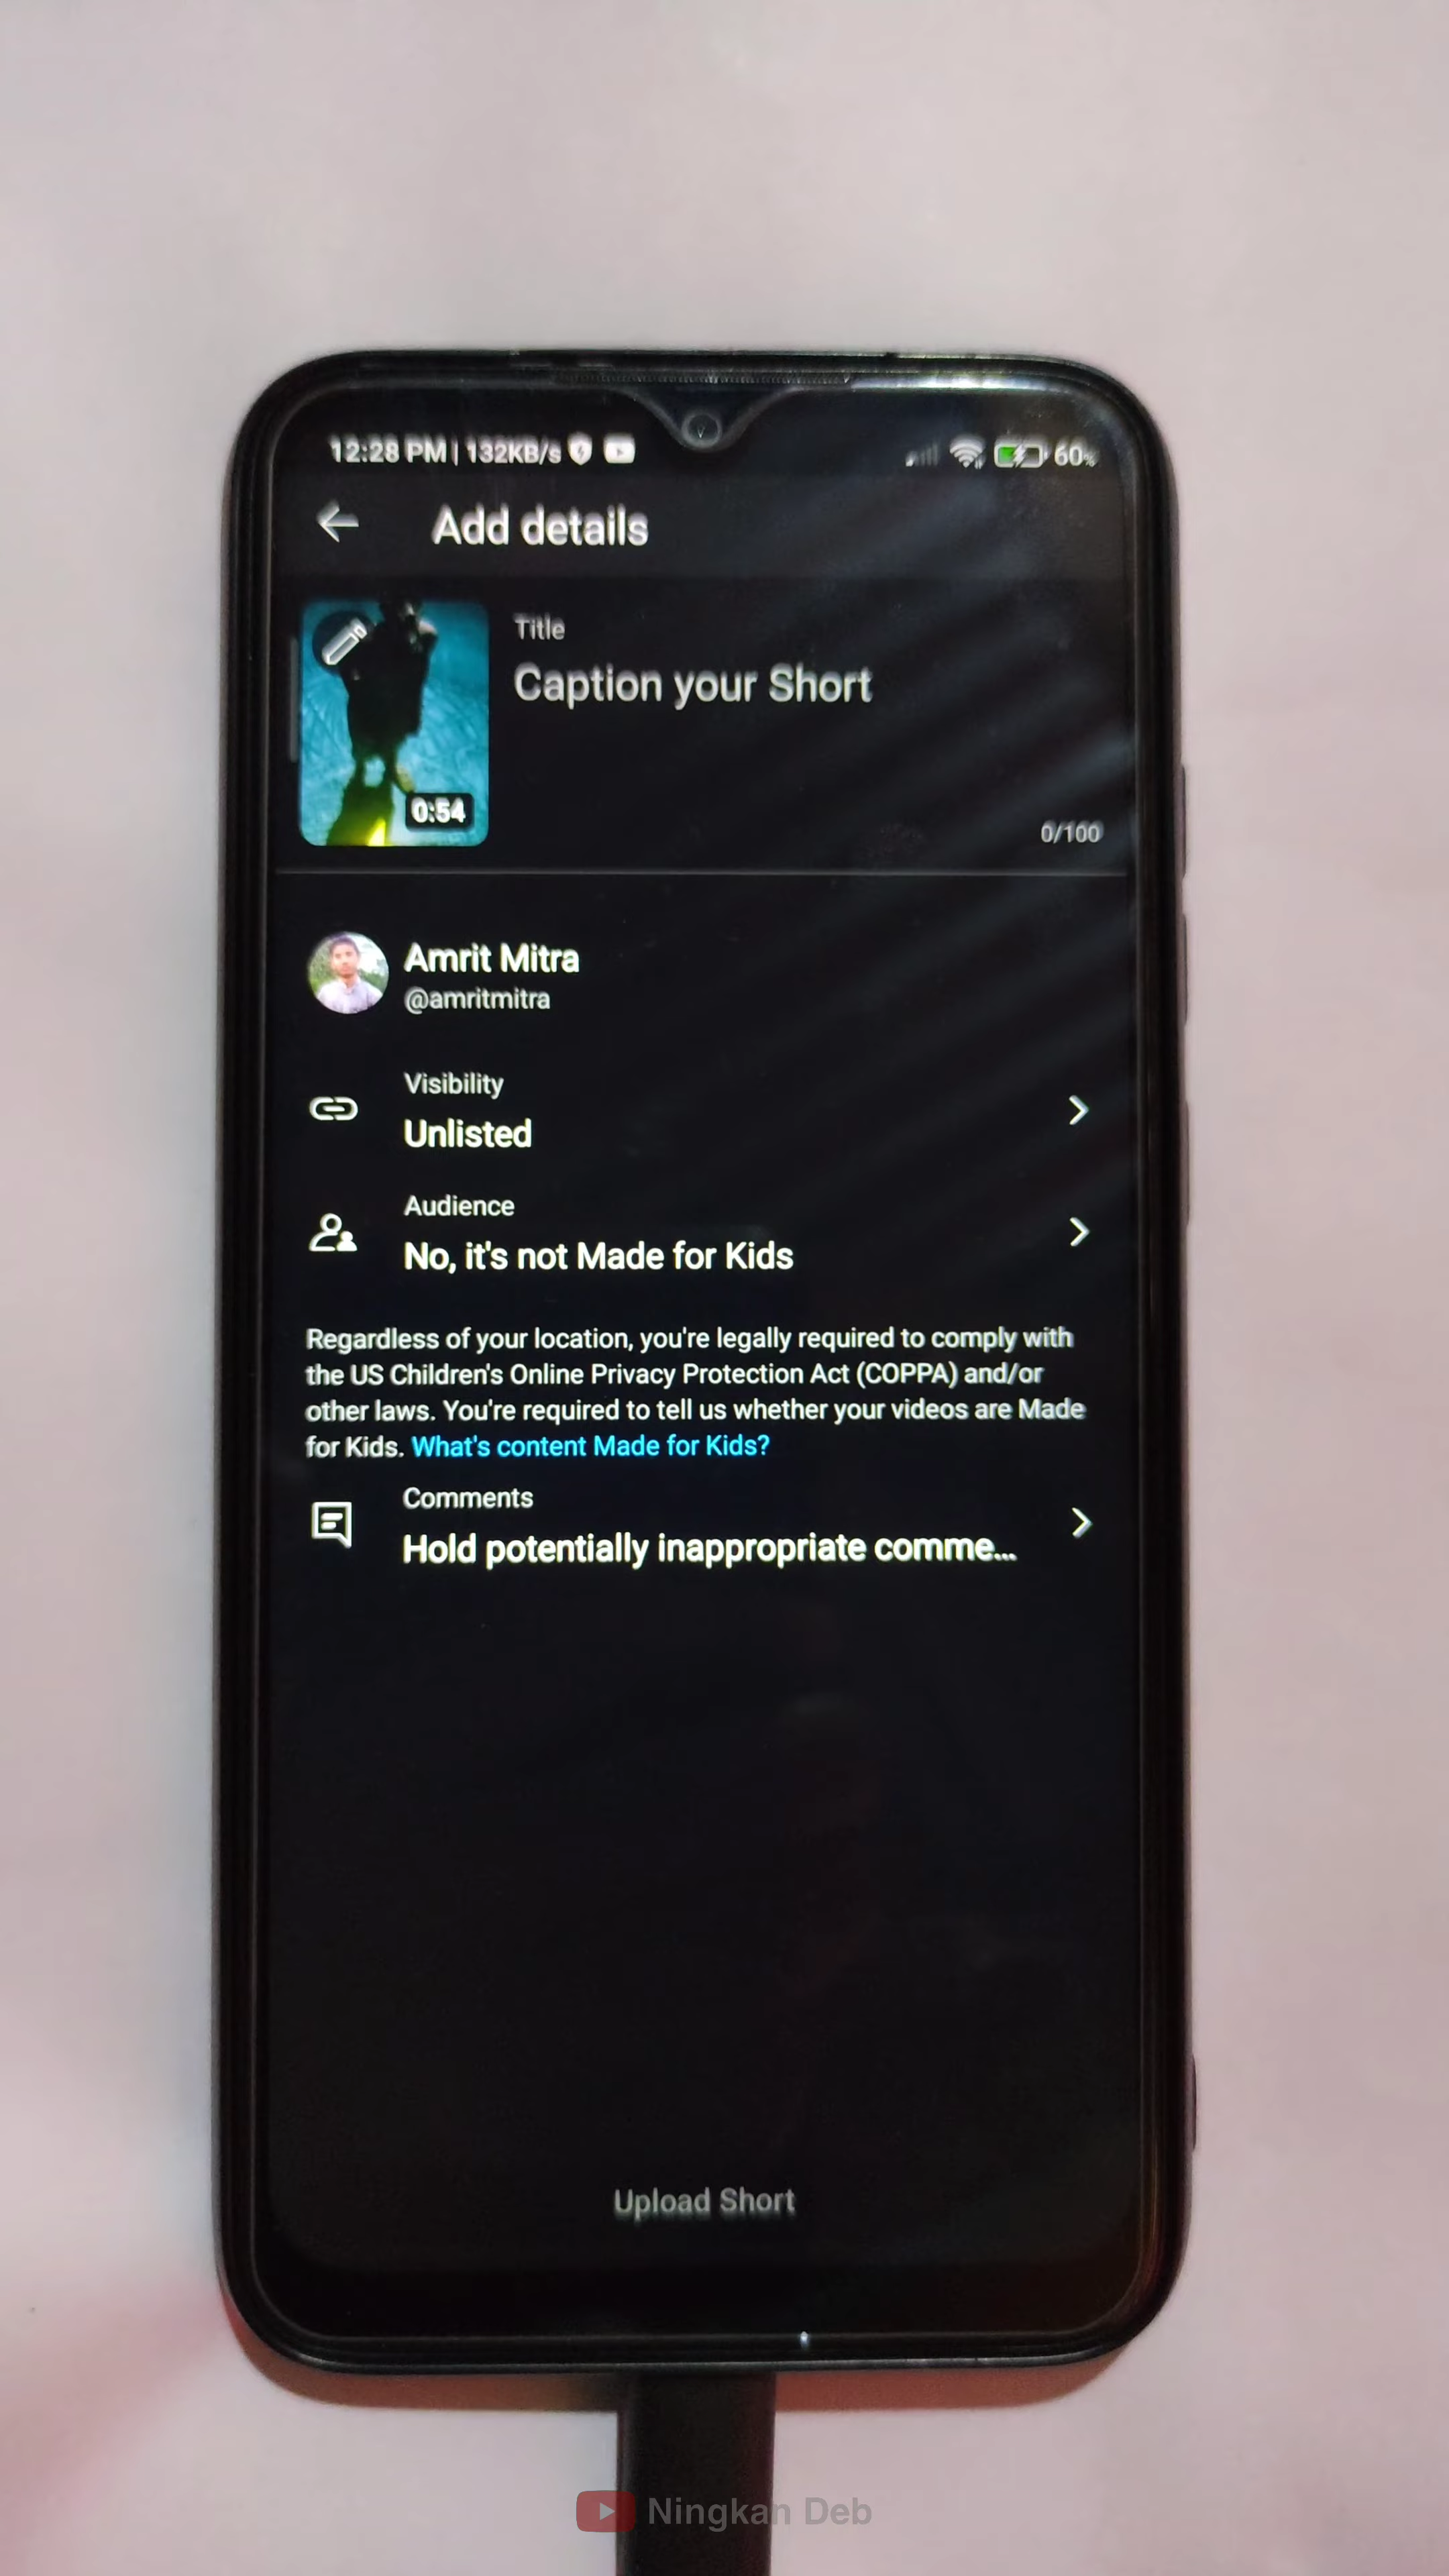 12:28 PM | 132KB/s 60%
Add details
Title
Caption your Short
0:54
0/100
Amrit Mitra
@amritmitra
Visibility
Unlisted
Audience
No, it's not Made for Kids
Regardless of your location, you're legally required to comply with
the US Children's Online Privacy Protection Act (COPPA) and/or
other laws. You're required to tell us whether your videos are Made
for Kids. What's content Made for Kids?
Comments
Hold potentially inappropriate comme...
Upload Short
Ningkan Deb